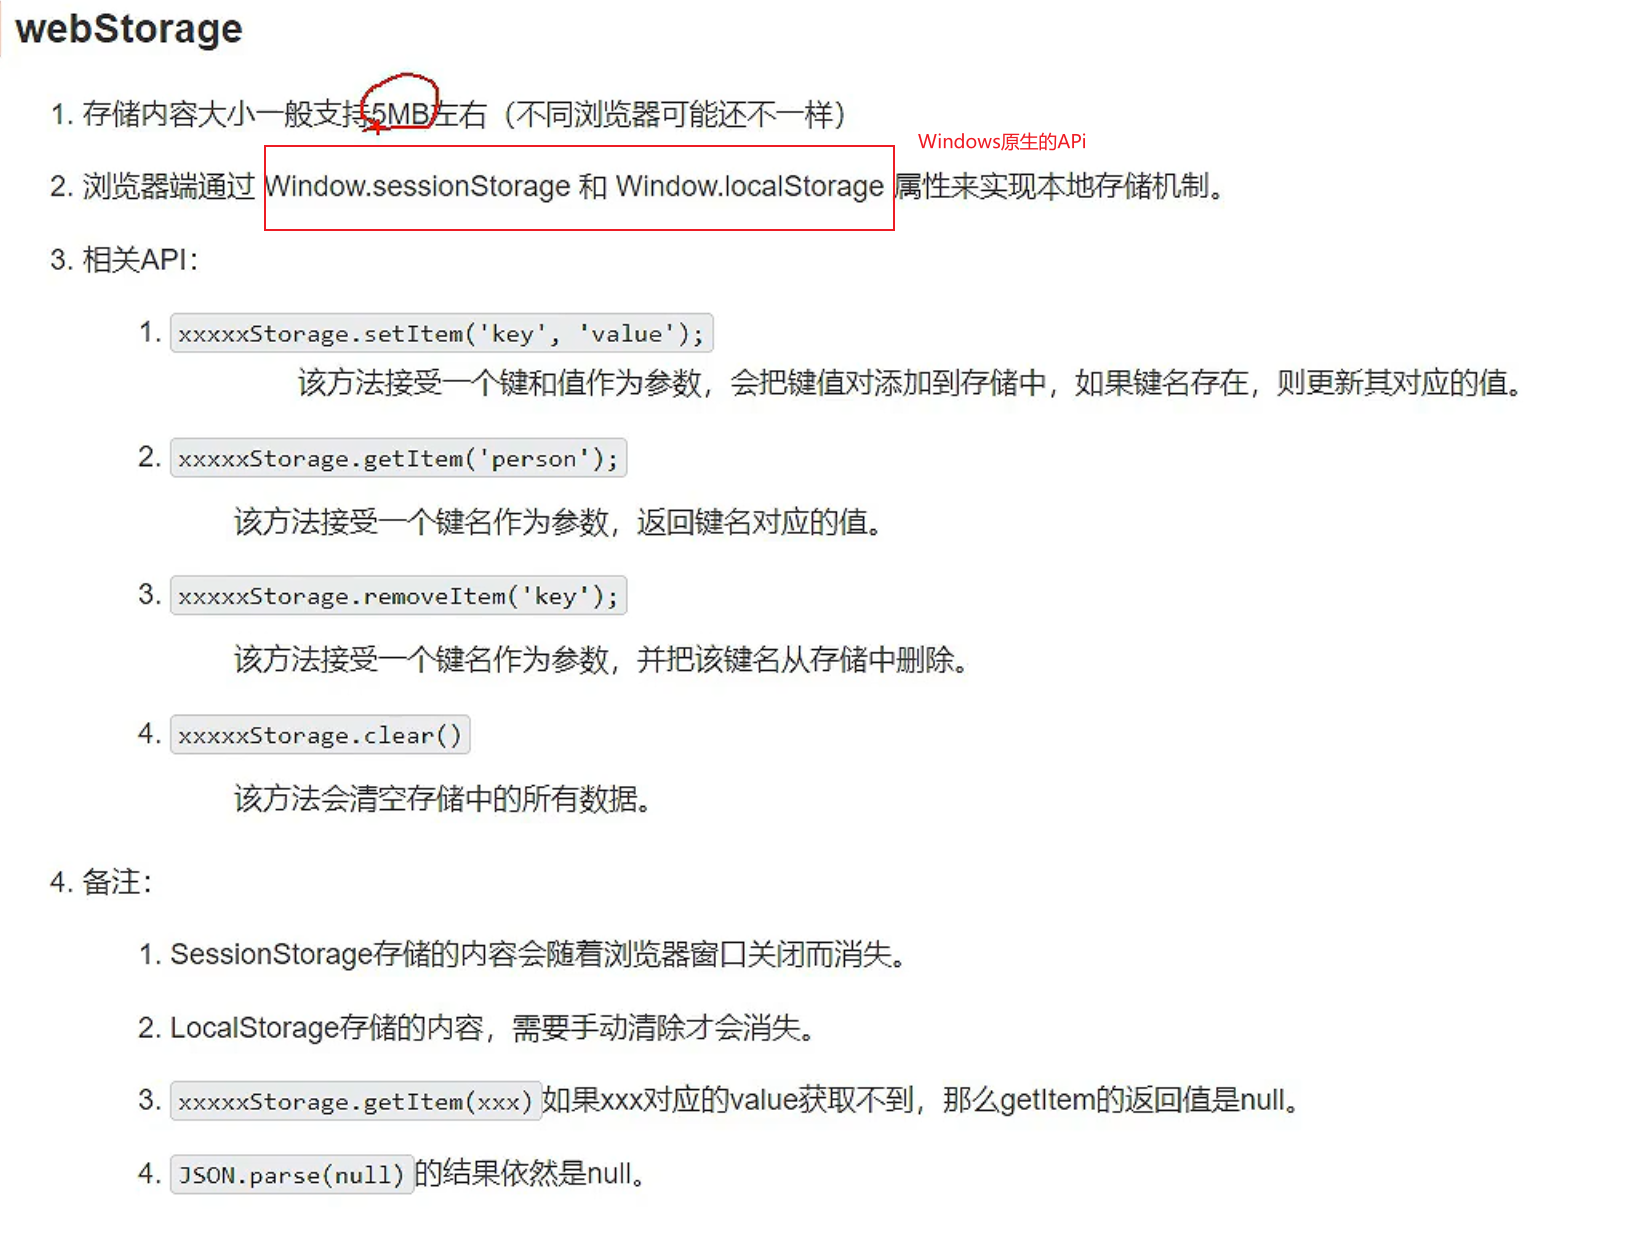 webStorage
1. 存储内容大小一般支持5MB左右（不同浏览器可能还不一样）
Windows原生的APi
2. 浏览器端通过 Window.sessionStorage 和 Window.localStorage 属性来实现本地存储机制。
3. 相关API：
1. xxxxxStorage.setItem('key', 'value');
该方法接受一个键和值作为参数，会把键值对添加到存储中，如果键名存在，则更新其对应的值。
2. xxxxxStorage.getItem('person');
该方法接受一个键名作为参数，返回键名对应的值。
3. xxxxxStorage.removeItem('key');
该方法接受一个键名作为参数，并把该键名从存储中删除。
4. xxxxxStorage.clear()
该方法会清空存储中的所有数据。
4. 备注：
1. SessionStorage存储的内容会随着浏览器窗口关闭而消失。
2. LocalStorage存储的内容，需要手动清除才会消失。
3. xxxxxStorage.getItem(xxx)如果xxx对应的value获取不到，那么getItem的返回值是null。
4. JSON.parse(null)的结果依然是null。